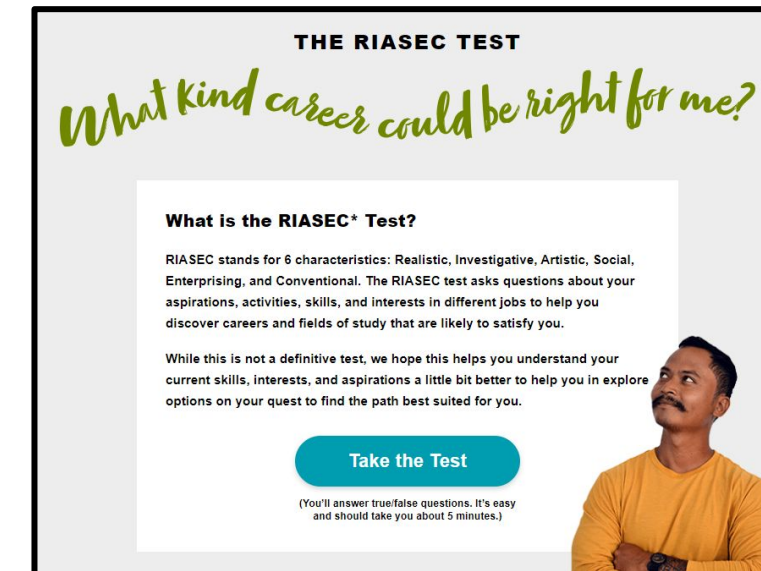 THE RIASEC TEST
What kind career could be right for me?
What is the RIASEC* Test?
RIASEC stands for 6 characteristics: Realistic, Investigative, Artistic, Social,
Enterprising, and Conventional. The RIASEC test asks questions about your
aspirations, activities, skills, and interests in different jobs to help you
discover careers and fields of study that are likely to satisfy you.
While this is not a definitive test, we hope this helps you understand your
current skills, interests, and aspirations a little bit better to help you in explore
options on your quest to find the path best suited for you.
Take the Test
(You'll answer true/false questions. It's easy
and should take you about 5 minutes.)